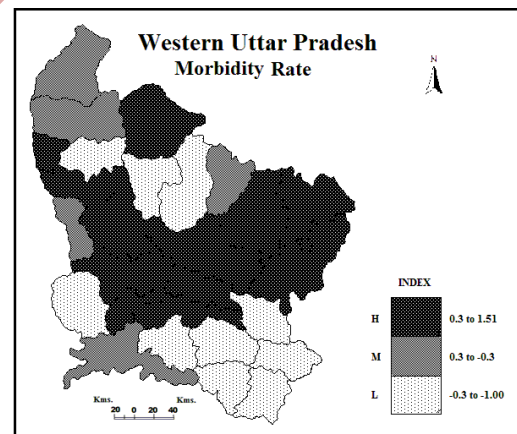 Western Uttar Pradesh
Morbidity Rate
N
INDEX
H 0.3 to 1.51
M 0.3 to -0.3
L -0.3 to -1.00
Kms. Kms.
20 0 20 40